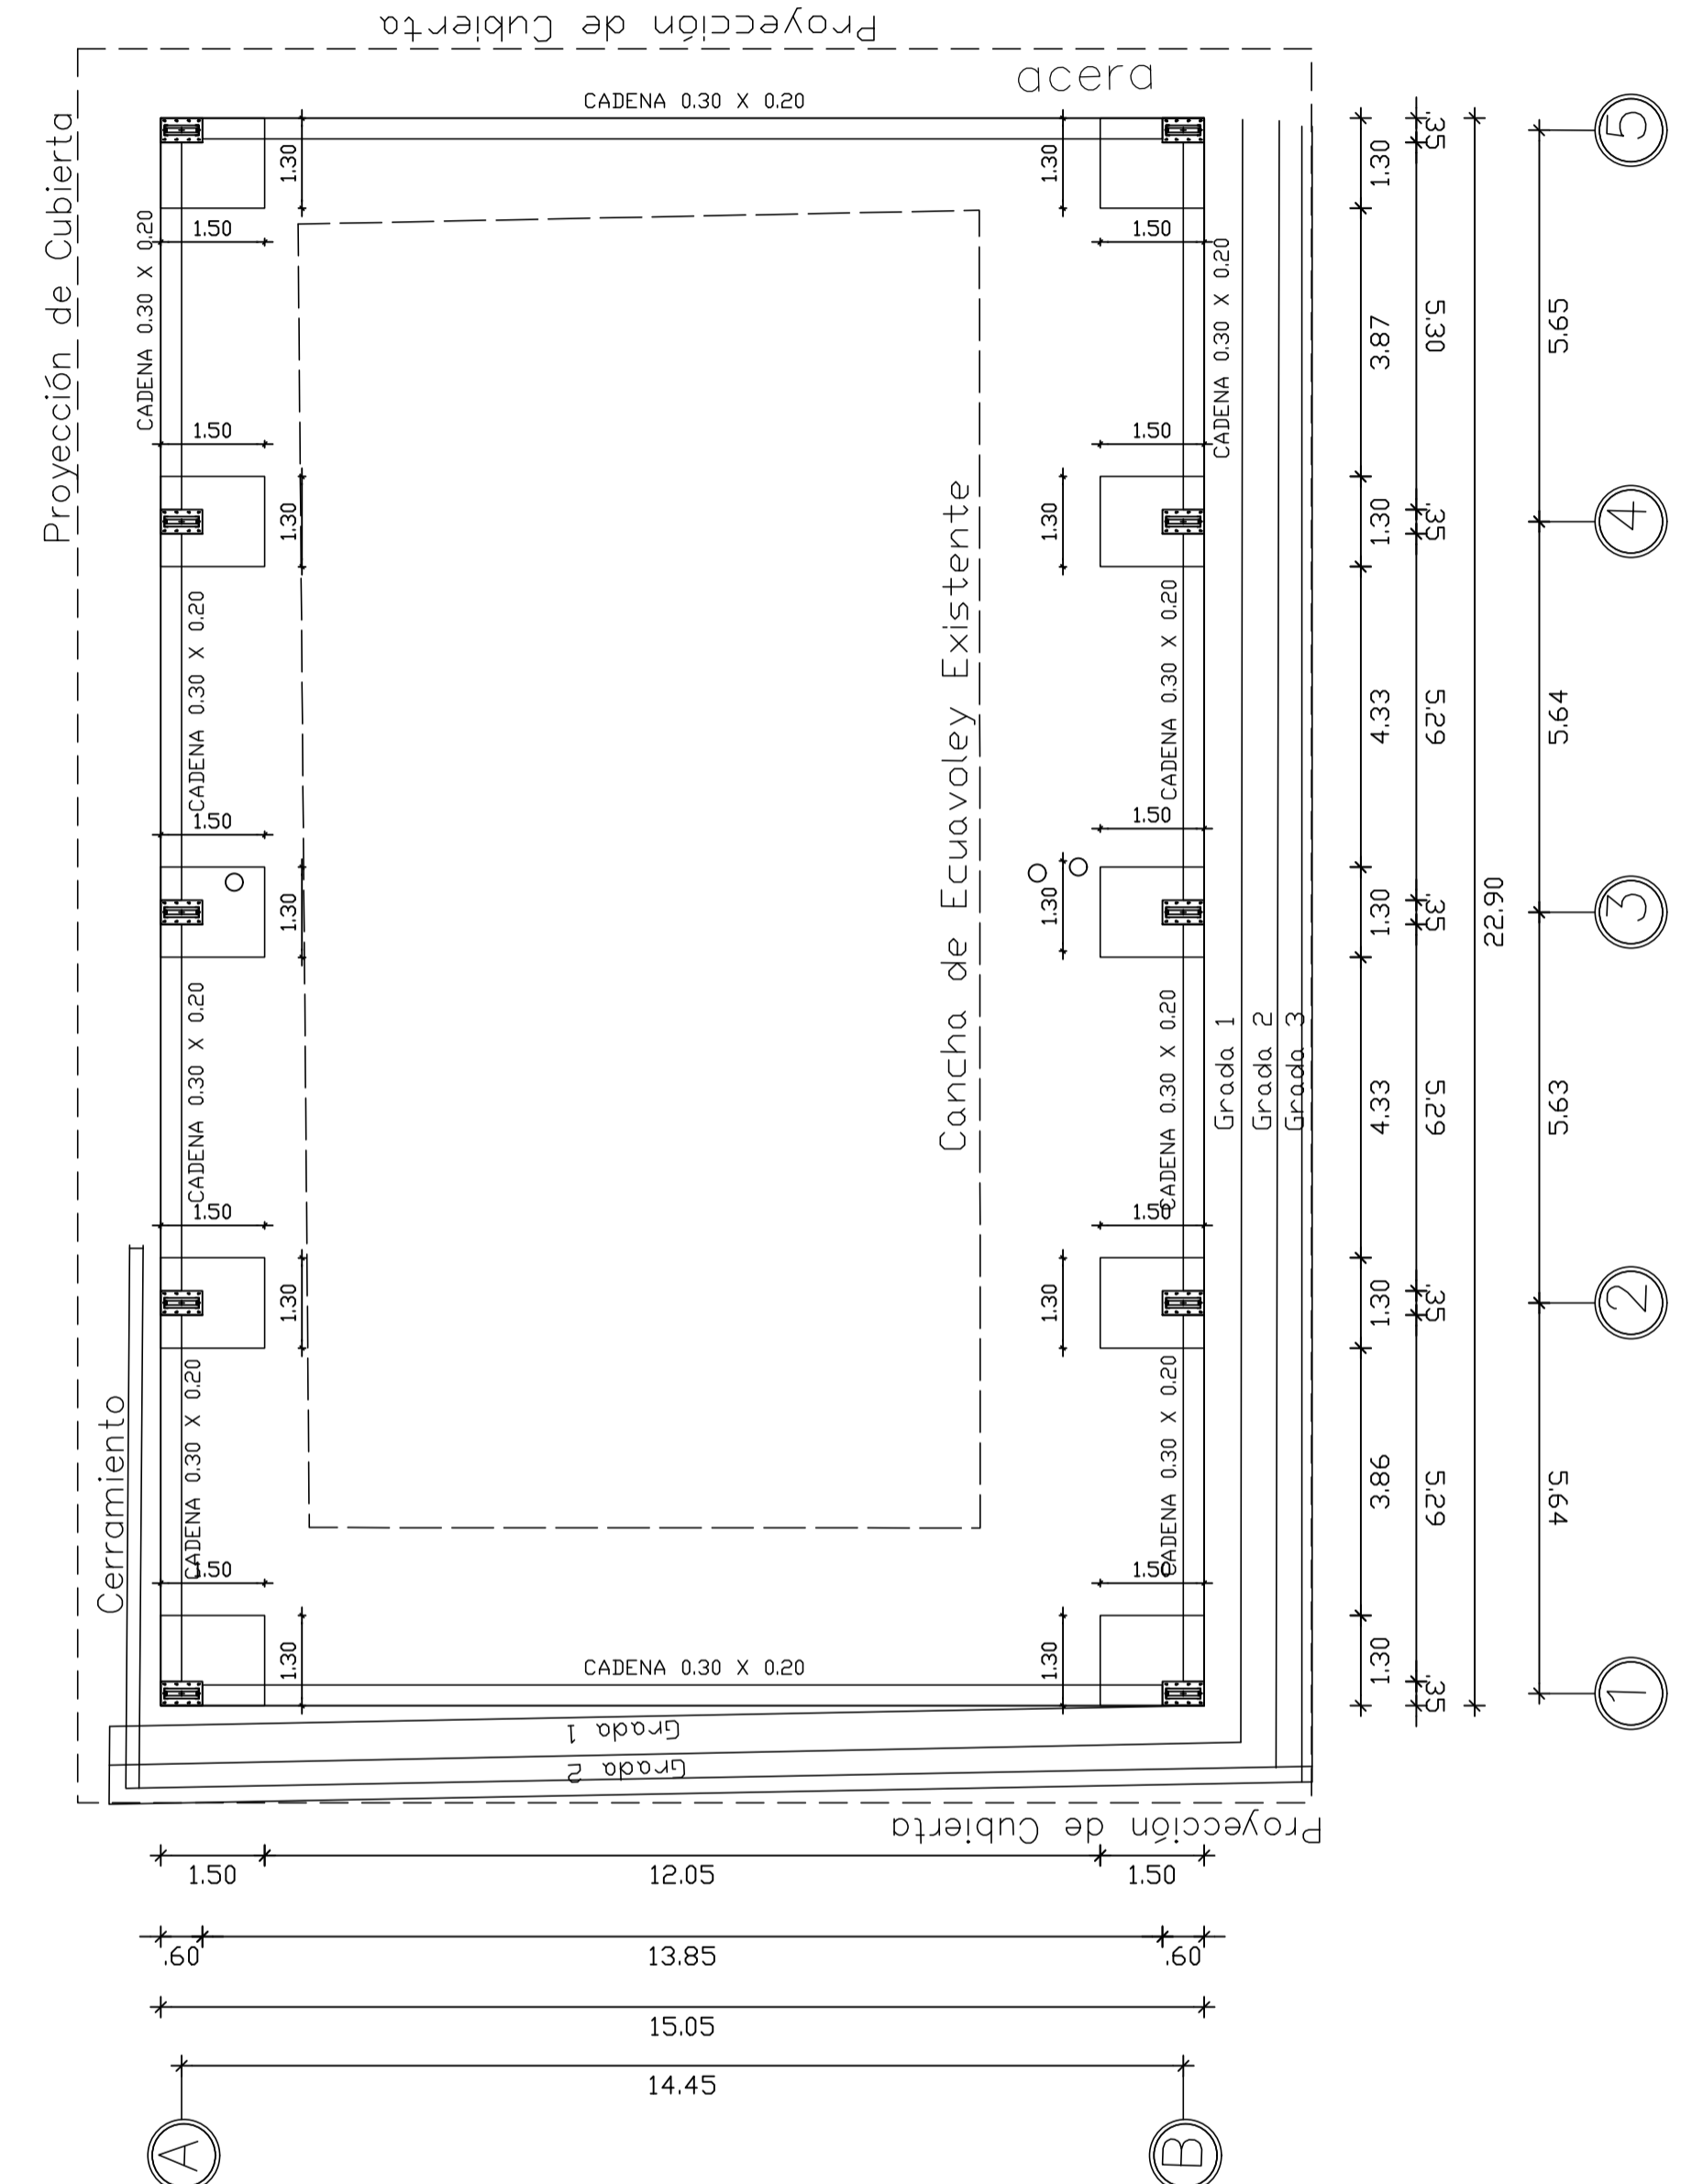 Proyección de Cubierta
acera
CADENA 0.30 X 0.20
Proyección de Cubierta
CADENA 0.30 X 0.20
1.30
1.30
1.50
1.50
CADENA 0.30 X 0.20
1.50
1.50
1.30
1.30
CADENA 0.30 X 0.20
CADENA 0.30 X 0.20
Cancha de Ecuavoley Existente
1.50
1.50
1.30
1.30
CADENA 0.30 X 0.20
CADENA 0.30 X 0.20
Grada 1
Grada 2
Grada 3
1.50
1.50
1.30
1.30
CADENA 0.30 X 0.20
CADENA 0.30 X 0.20
Cerramiento
1.50
1.50
1.30
1.30
CADENA 0.30 X 0.20
Grada 1
Grada 2
Proyección de Cubierta
1.30
3.87
1.30
4.33
1.30
4.33
1.30
3.86
1.30
.35
5.30
.35
5.29
.35
5.29
.35
5.29
.35
22.90
5.65
5.64
5.63
5.64
5
4
3
2
1
1.50
12.05
1.50
.60
13.85
.60
15.05
14.45
A
B